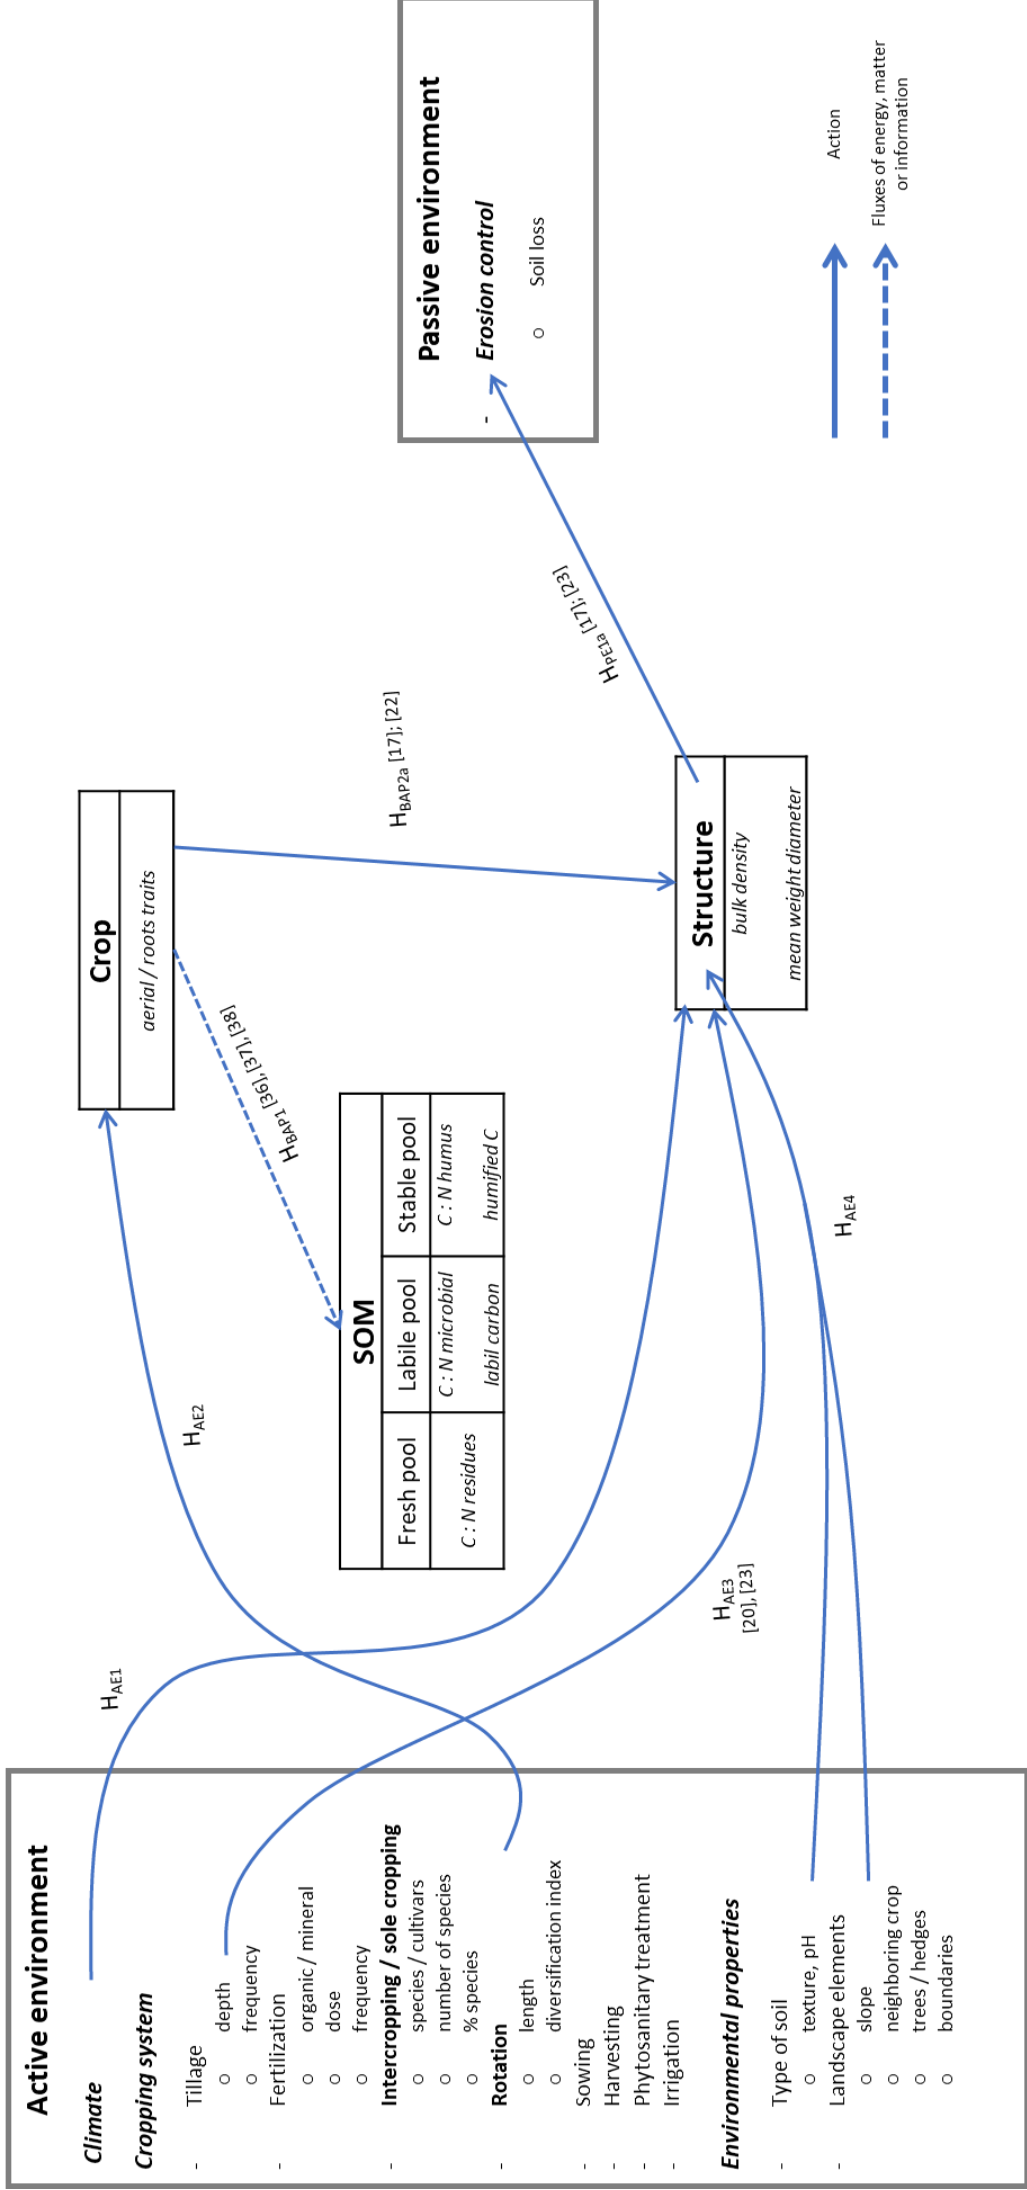 Active environment
Climate
Cropping system
- Tillage
○ depth
○ frequency
- Fertilization
○ organic / mineral
○ dose
○ frequency
- Intercropping / sole cropping
○ species / cultivars
○ number of species
○ % species
- Rotation
○ length
○ diversification index
- Sowing
- Harvesting
- Phytosanitary treatment
- Irrigation
Environmental properties
- Type of soil
○ texture, pH
- Landscape elements
○ slope
○ neighboring crop
○ trees / hedges
○ boundaries
HAE1
HAE2
HAE3
[20], [23]
HAE4
SOM
Fresh pool Labile pool Stable pool
C : N residues
C : N microbial
labil carbon
C : N humus
humified C
HBAP1 [36],[37],[38]
Crop
aerial / roots traits
HBAP2a [17]; [22]
Structure
bulk density
mean weight diameter
HPE1a [17];[23]
Passive environment
- Erosion control
○ Soil loss
Action
Fluxes of energy, matter
or information